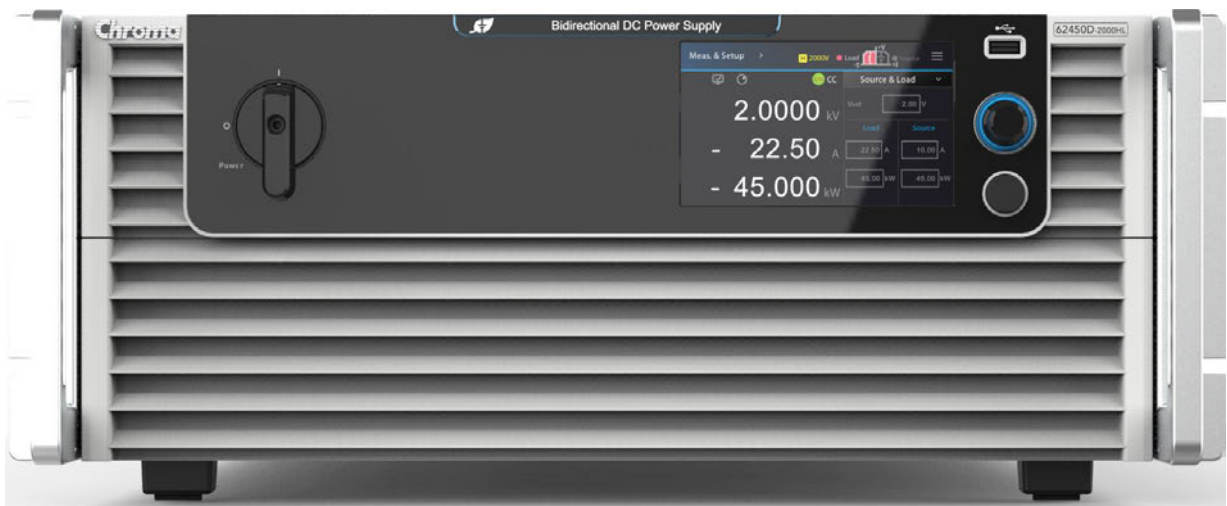 Chroma
Bidirectional DC Power Supply
62450D-2000HL
Meas. & Setup >
H 2000V Load Source
CC Source & Load
2.0000 kV
Vset 2.00 V
Load Source
- 22.50 A
22.50 A 10.00 A
- 45.000 kW
45.00 kW 45.00 kW
I
O
Power